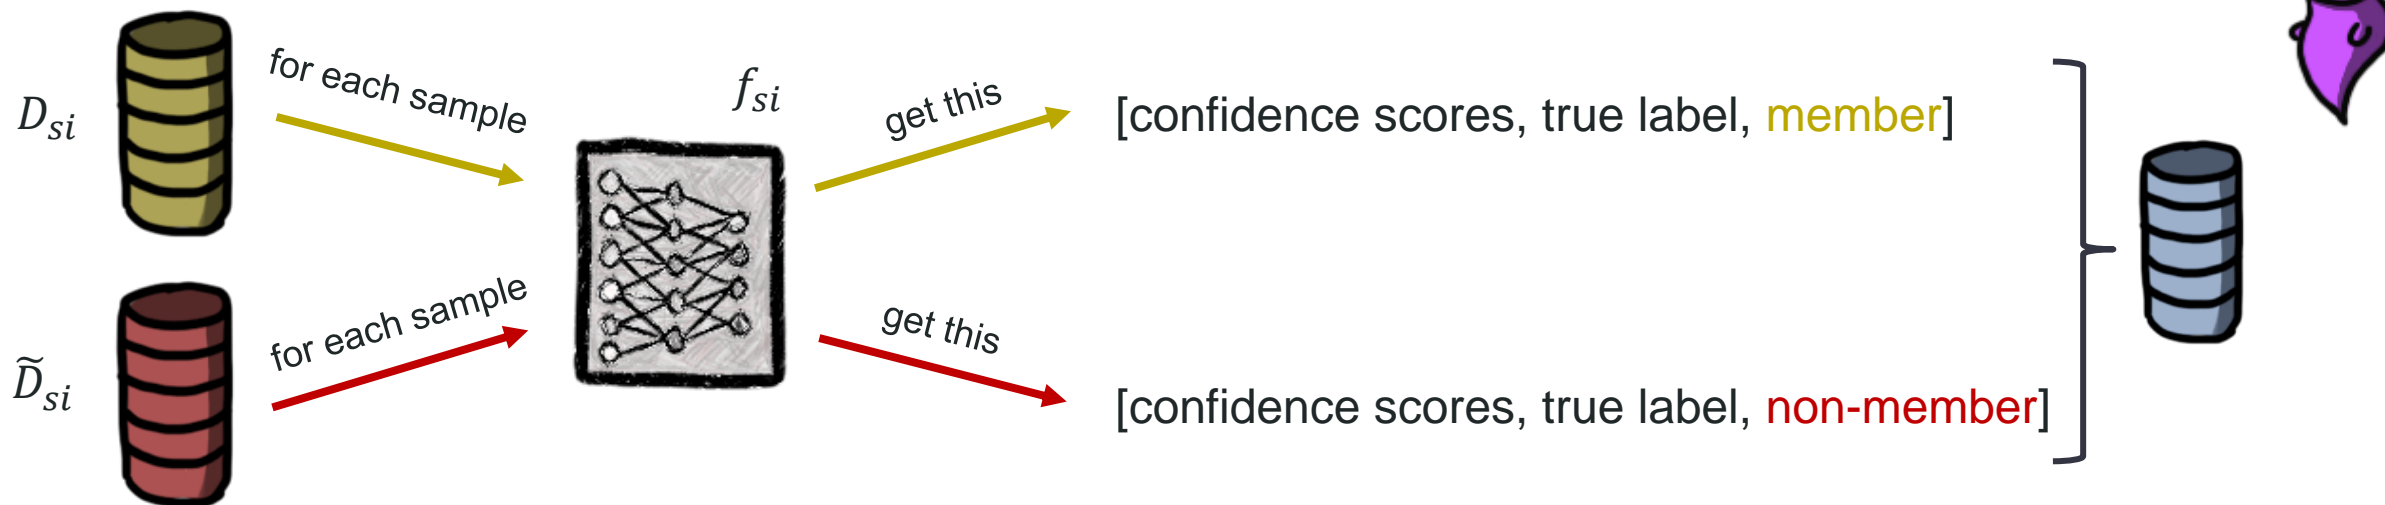 for each sample
D_si
f_si
get this
[confidence scores, true label, member]
for each sample
D̃_si
get this
[confidence scores, true label, non-member]